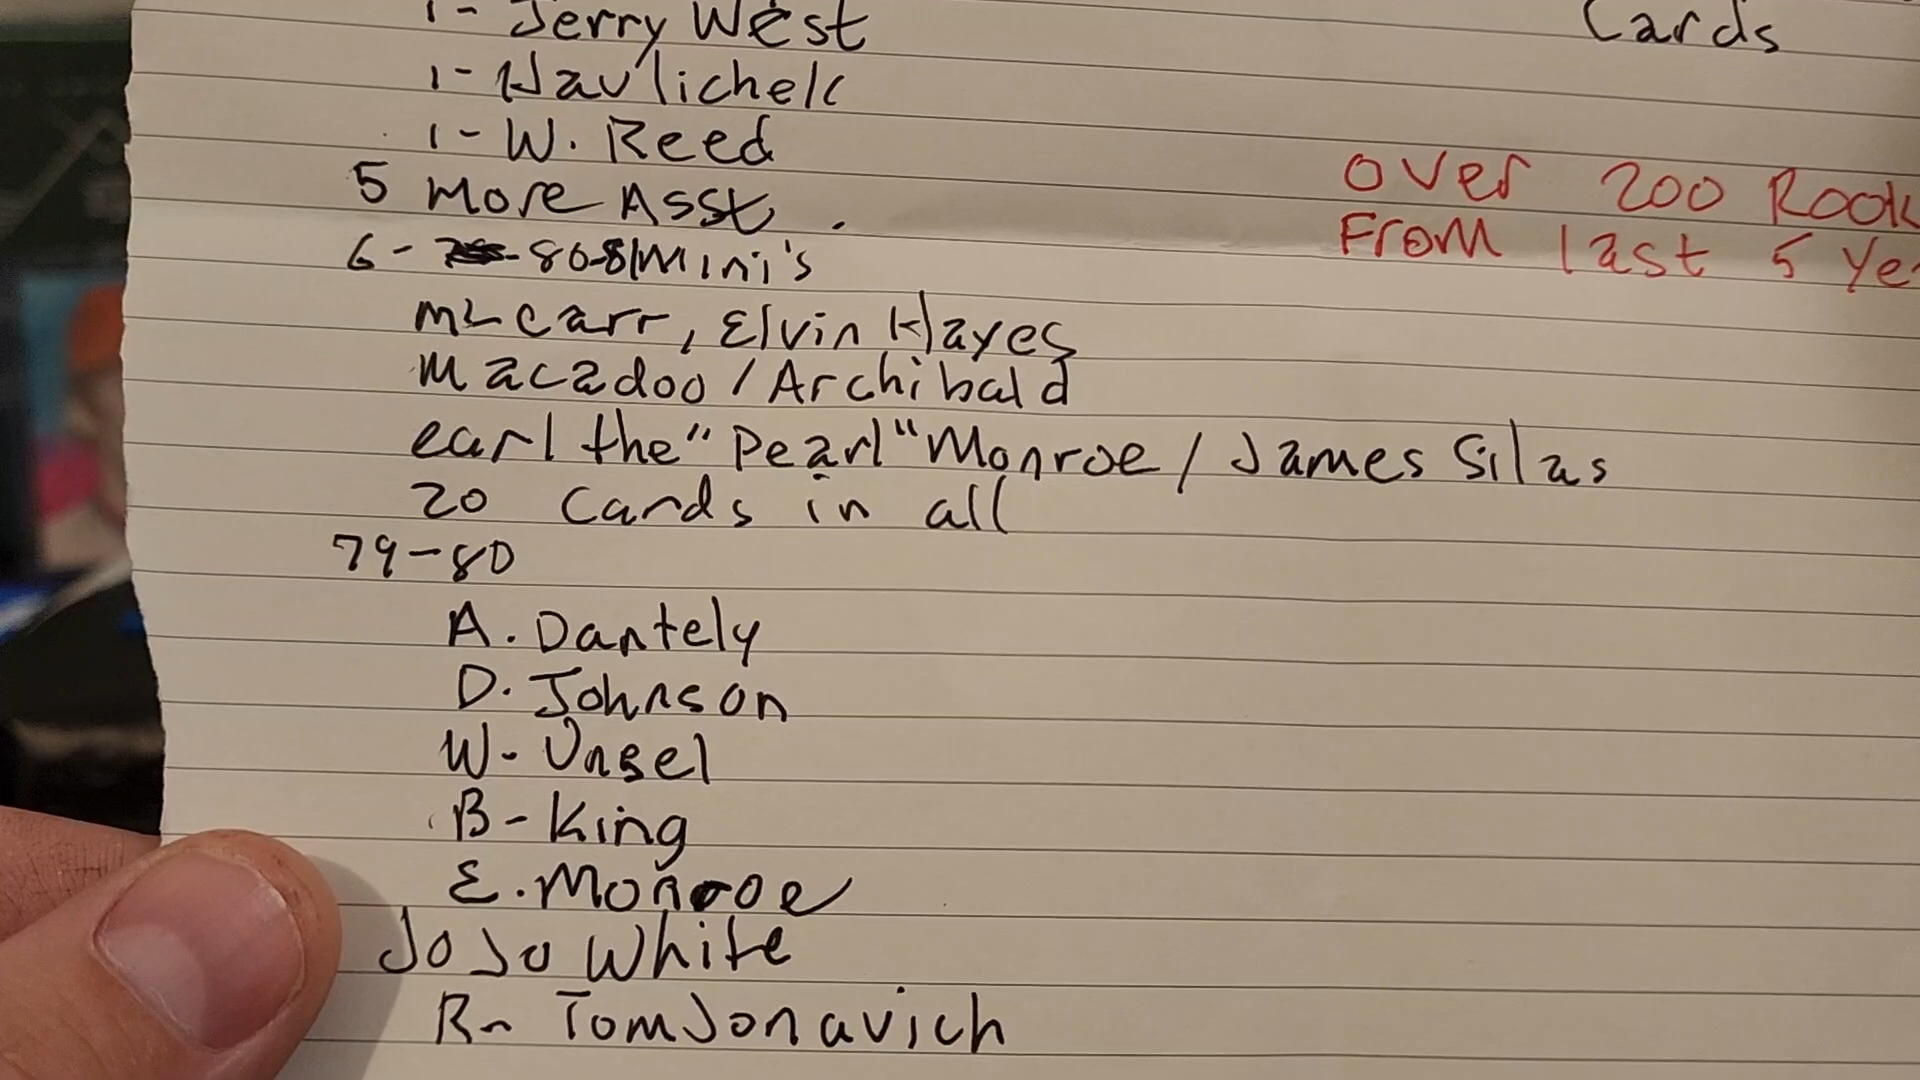 1- Jerry West
Cards
1- Havlichek
1- W. Reed
5 More Asst.
over 200 Rook
From last 5 Ye
6- 80-81 Mini's
ML Carr, Elvin Hayes
Macadoo / Archibald
earl the "Pearl" Monroe / James Silas
20 Cards in all
79-80
A. Dantely
D. Johnson
W- Unsel
B- King
E. Monroe
JoJo White
R- TomJonavich